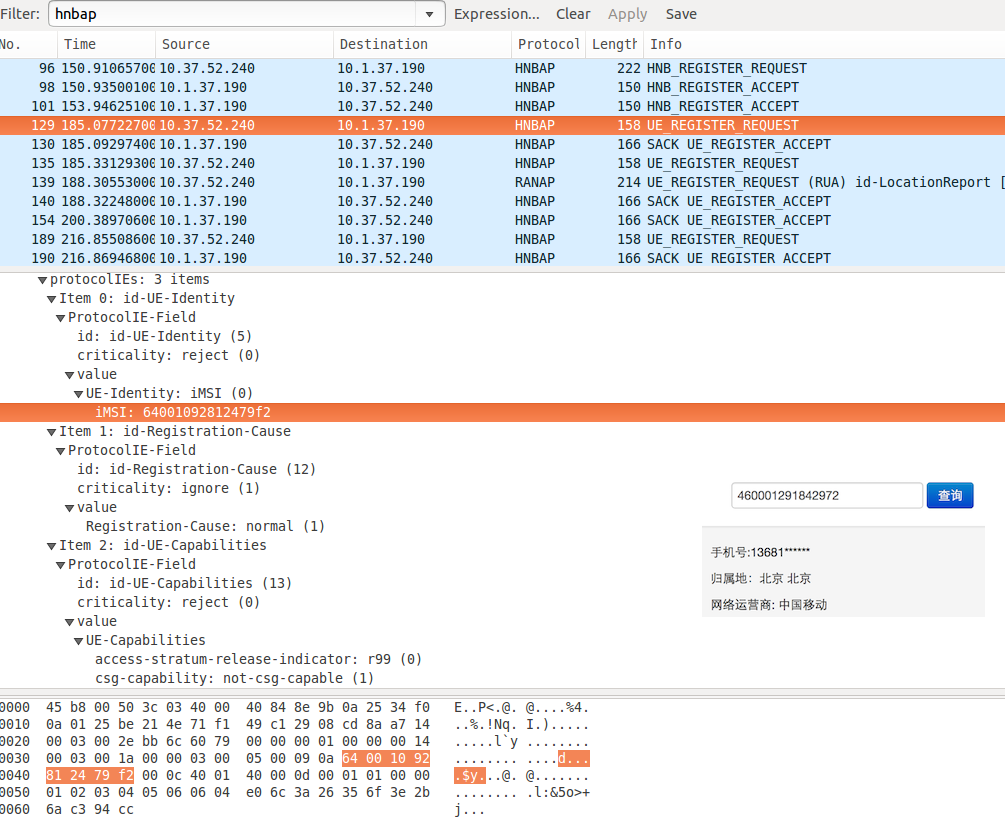 Filter: hnbap Expression... Clear Apply Save
No. Time Source Destination Protocol Length Info
96 150.91065700 10.37.52.240 10.1.37.190 HNBAP 222 HNB_REGISTER_REQUEST
98 150.93500100 10.1.37.190 10.37.52.240 HNBAP 150 HNB_REGISTER_ACCEPT
101 153.94625100 10.1.37.190 10.37.52.240 HNBAP 150 HNB_REGISTER_ACCEPT
129 185.07722700 10.37.52.240 10.1.37.190 HNBAP 158 UE_REGISTER_REQUEST
130 185.09297400 10.1.37.190 10.37.52.240 HNBAP 166 SACK UE_REGISTER_ACCEPT
135 185.33129300 10.37.52.240 10.1.37.190 HNBAP 158 UE_REGISTER_REQUEST
139 188.30553000 10.37.52.240 10.1.37.190 RANAP 214 UE_REGISTER_REQUEST (RUA) id-LocationReport [
140 188.32248000 10.1.37.190 10.37.52.240 HNBAP 166 SACK UE_REGISTER_ACCEPT
154 200.38970600 10.1.37.190 10.37.52.240 HNBAP 166 SACK UE_REGISTER_ACCEPT
189 216.85508600 10.37.52.240 10.1.37.190 HNBAP 158 UE_REGISTER_REQUEST
190 216.86946800 10.1.37.190 10.37.52.240 HNBAP 166 SACK UE_REGISTER_ACCEPT
protocolIEs: 3 items
Item 0: id-UE-Identity
ProtocolIE-Field
id: id-UE-Identity (5)
criticality: reject (0)
value
UE-Identity: iMSI (0)
iMSI: 64001092812479f2
Item 1: id-Registration-Cause
ProtocolIE-Field
id: id-Registration-Cause (12)
criticality: ignore (1)
value
Registration-Cause: normal (1)
Item 2: id-UE-Capabilities
ProtocolIE-Field
id: id-UE-Capabilities (13)
criticality: reject (0)
value
UE-Capabilities
access-stratum-release-indicator: r99 (0)
csg-capability: not-csg-capable (1)
460001291842972 查询
手机号:13681******
归属地: 北京 北京
网络运营商: 中国移动
0000 45 b8 00 50 3c 03 40 00 40 84 8e 9b 0a 25 34 f0 E..P<.@. @....%4.
0010 0a 01 25 be 21 4e 71 f1 49 c1 29 08 cd 8a a7 14 ..%.!Nq. I.).....
0020 00 03 00 2e bb 6c 60 79 00 00 00 01 00 00 00 14 .....l`y ........
0030 00 03 00 1a 00 00 03 00 05 00 09 0a 64 00 10 92 ........ ....d...
0040 81 24 79 f2 00 0c 40 01 40 00 0d 00 01 01 00 00 .$y...@. @.......
0050 01 02 03 04 05 06 06 04 e0 6c 3a 26 35 6f 3e 2b ........ .l:&5o>+
0060 6a c3 94 cc j...